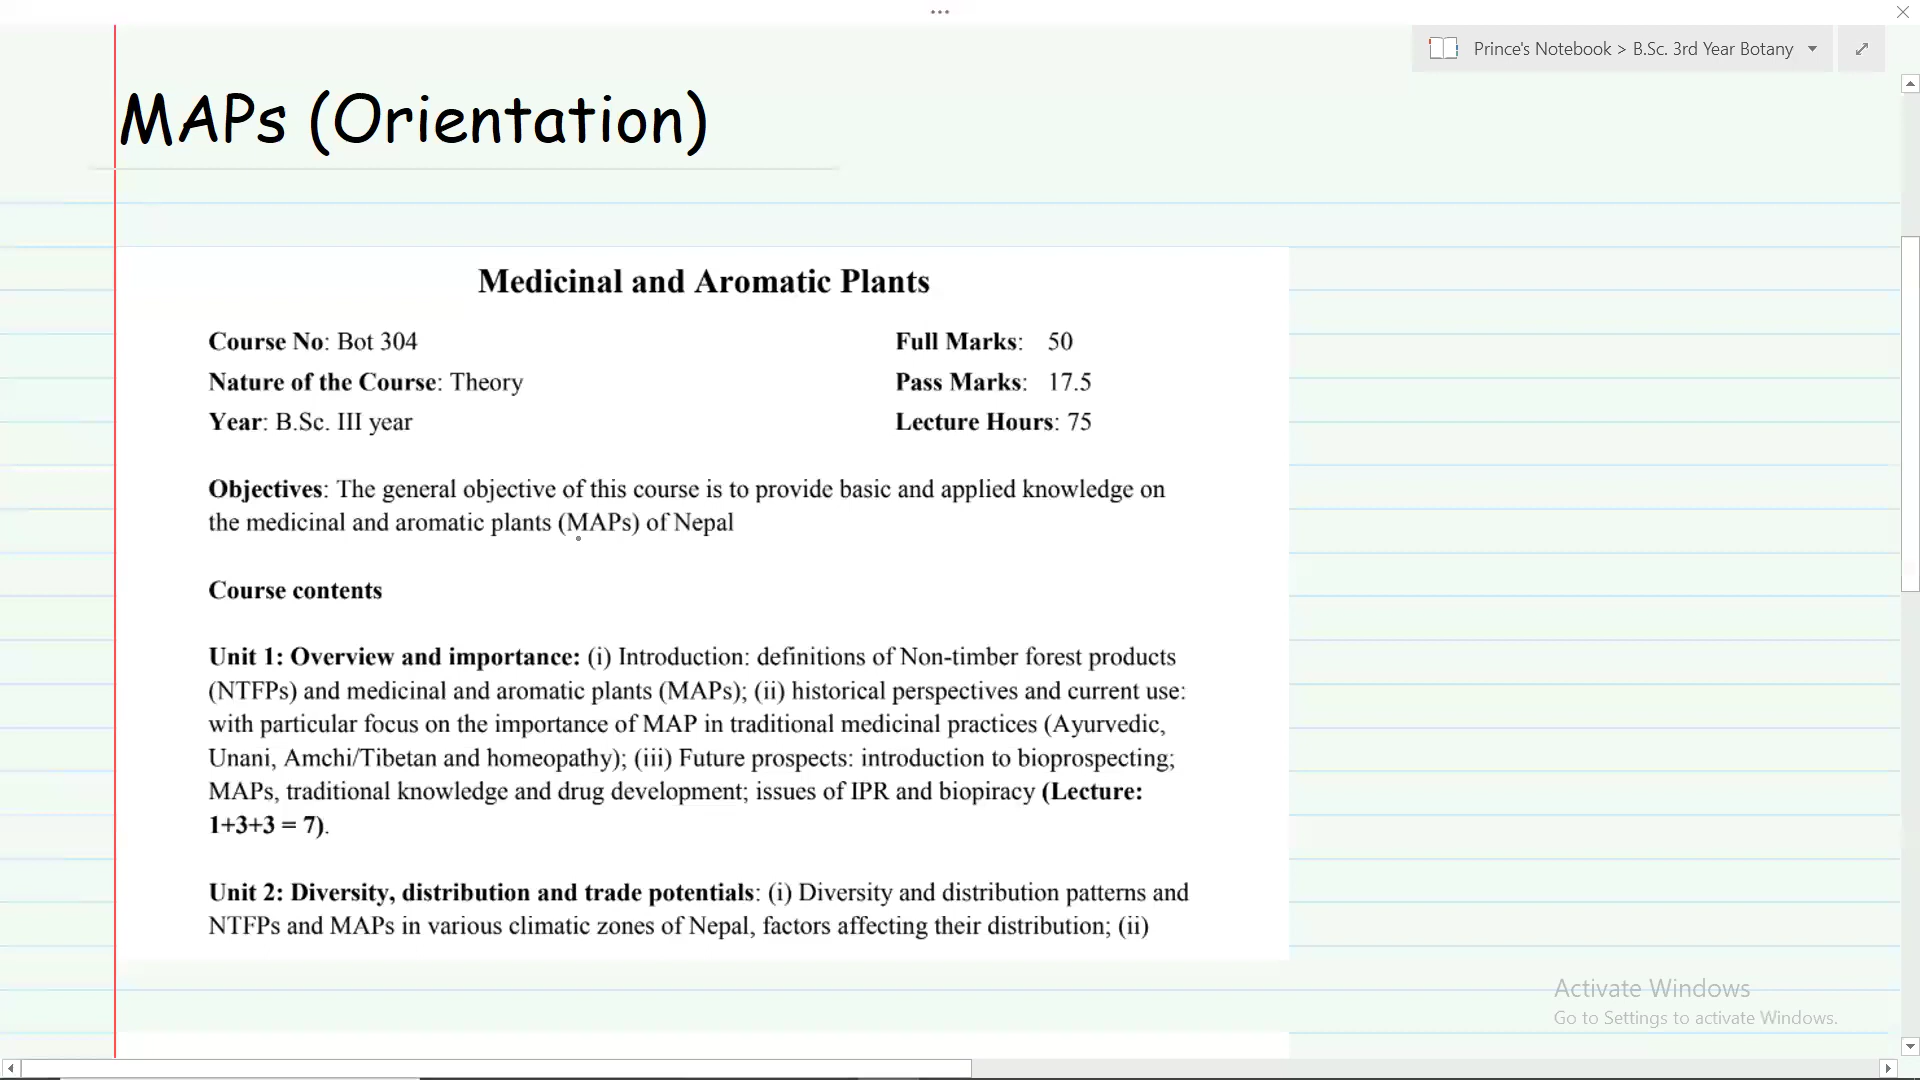 Prince's Notebook > B.Sc. 3rd Year Botany
MAPs (Orientation)
Medicinal and Aromatic Plants
Course No: Bot 304 Full Marks: 50
Nature of the Course: Theory Pass Marks: 17.5
Year: B.Sc. III year Lecture Hours: 75
Objectives: The general objective of this course is to provide basic and applied knowledge on
the medicinal and aromatic plants (MAPs) of Nepal
Course contents
Unit 1: Overview and importance: (i) Introduction: definitions of Non-timber forest products
(NTFPs) and medicinal and aromatic plants (MAPs); (ii) historical perspectives and current use:
with particular focus on the importance of MAP in traditional medicinal practices (Ayurvedic,
Unani, Amchi/Tibetan and homeopathy); (iii) Future prospects: introduction to bioprospecting;
MAPs, traditional knowledge and drug development; issues of IPR and biopiracy (Lecture:
1+3+3 = 7).
Unit 2: Diversity, distribution and trade potentials: (i) Diversity and distribution patterns and
NTFPs and MAPs in various climatic zones of Nepal, factors affecting their distribution; (ii)
Activate Windows
Go to Settings to activate Windows.